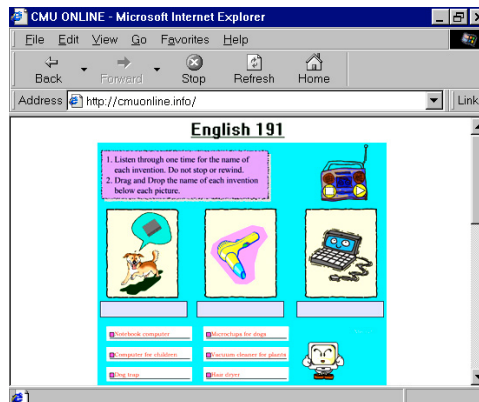 CMU ONLINE - Microsoft Internet Explorer
File Edit View Go Favorites Help
Back Forward Stop Refresh Home
Address http://cmuonline.info/ Link
English 191
1. Listen through one time for the name of
each invention. Do not stop or rewind.
2. Drag and Drop the name of each invention
below each picture.
Notebook computer Microchips for dogs
Computer for children Vacuum cleaner for plants
Dog soap Hair dryer